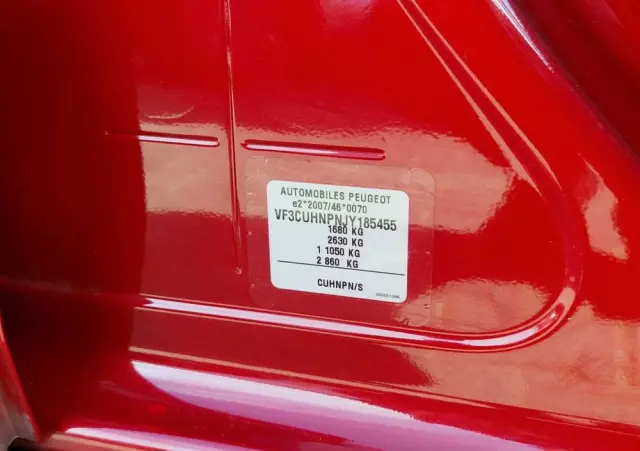 AUTOMOBILES PEUGEOT
e2*2007/46*0070
VF3CUHNPNJY185455
1680 KG
2630 KG
1 1050 KG
2 860 KG
CUHNPN/S